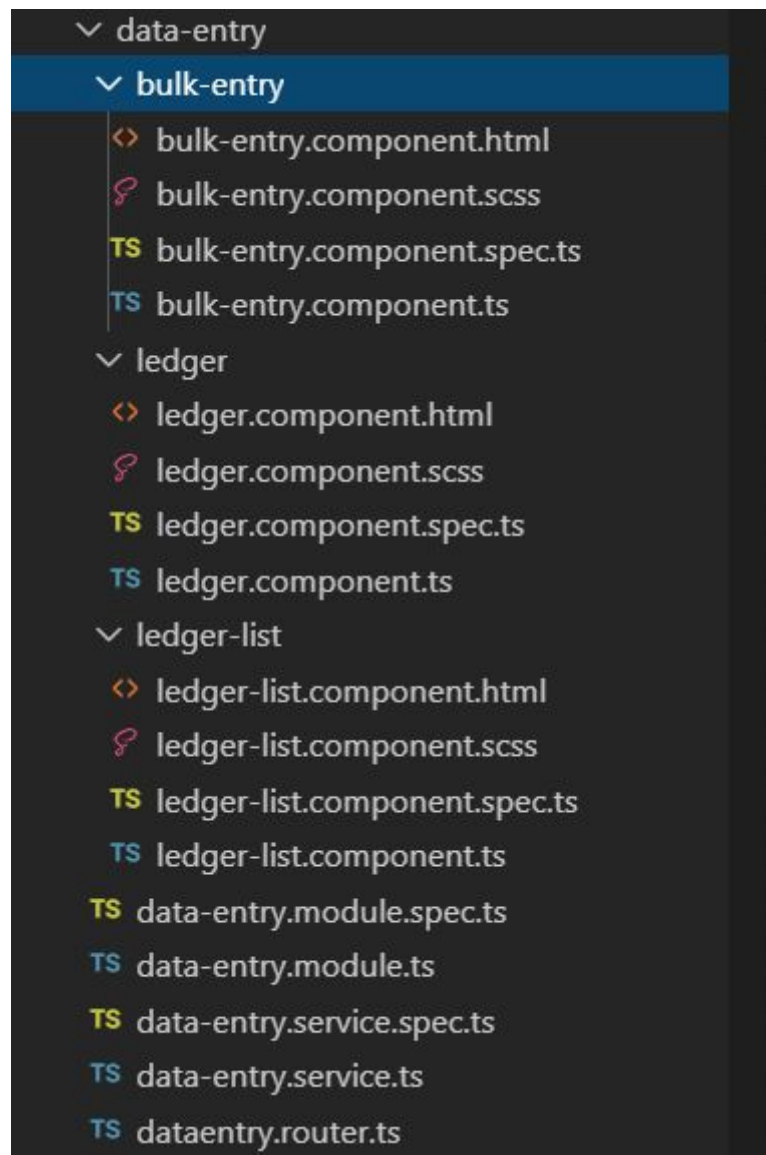 data-entry
bulk-entry
<> bulk-entry.component.html
bulk-entry.component.scss
TS bulk-entry.component.spec.ts
TS bulk-entry.component.ts
ledger
<> ledger.component.html
ledger.component.scss
TS ledger.component.spec.ts
TS ledger.component.ts
ledger-list
<> ledger-list.component.html
ledger-list.component.scss
TS ledger-list.component.spec.ts
TS ledger-list.component.ts
TS data-entry.module.spec.ts
TS data-entry.module.ts
TS data-entry.service.spec.ts
TS data-entry.service.ts
TS dataentry.router.ts